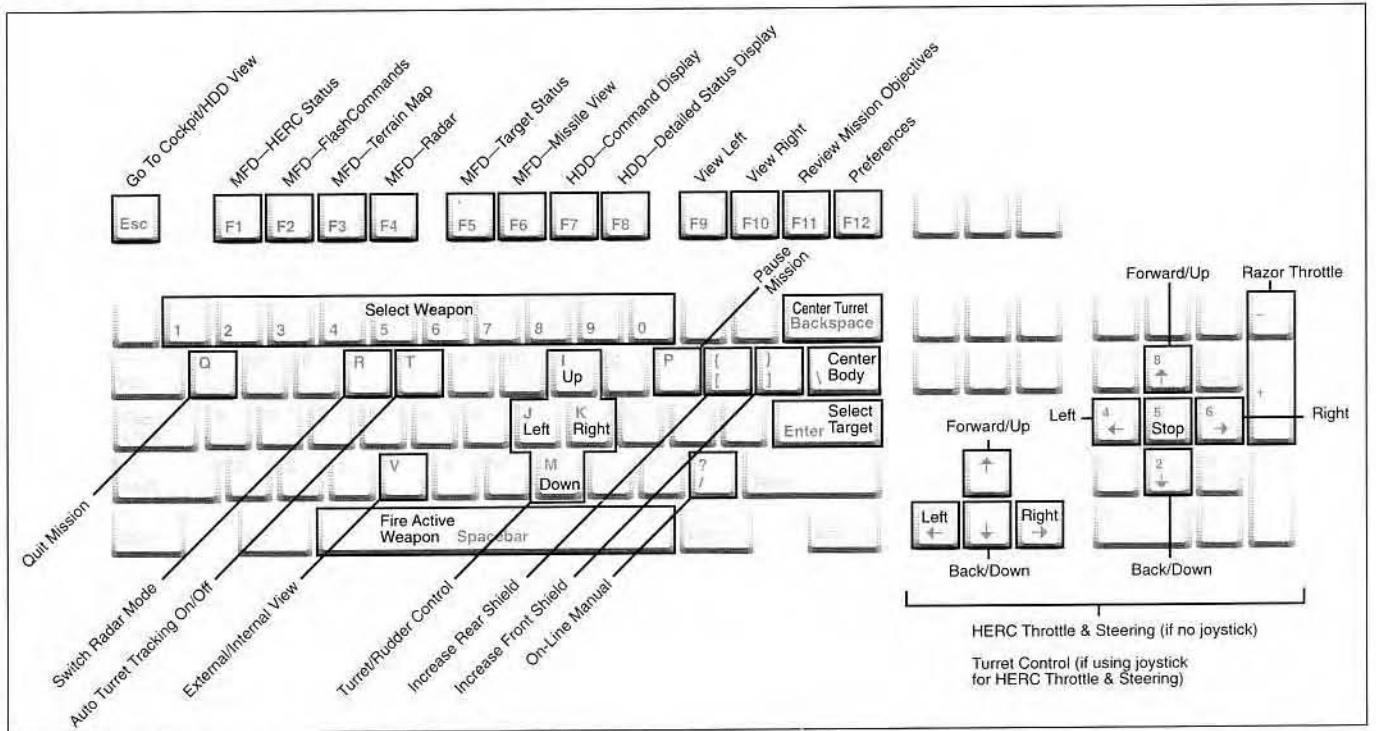 Go To Cockpit/HDD View
MFD—HERC Status
MFD—FlashCommands
MFD—Terrain Map
MFD—Radar
MFD—Target Status
MFD—Missile View
HDD—Command Display
HDD—Detailed Status Display
View Left
View Right
Review Mission Objectives
Preferences
Esc
F1
F2
F3
F4
F5
F6
F7
F8
F9
F10
F11
F12
Pause Mission
Forward/Up
Razor Throttle
Select Weapon
1 2 3 4 5 6 7 8 9 0
Center Turret
Backspace
-
Q
R
T
I
Up
P
{
[
}
]
\ Center Body
8
↑
+
J
Left
K
Right
Enter Select Target
Left
4
←
5
Stop
6
→
Right
Forward/Up
↑
V
M
Down
?
/
2
↓
Fire Active
Weapon Spacebar
Left
←
↓
Right
→
Back/Down
Back/Down
Quit Mission
Switch Radar Mode
Auto Turret Tracking On/Off
External/Internal View
Turret/Rudder Control
Increase Rear Shield
Increase Front Shield
On-Line Manual
HERC Throttle & Steering (if no joystick)
Turret Control (if using joystick
for HERC Throttle & Steering)